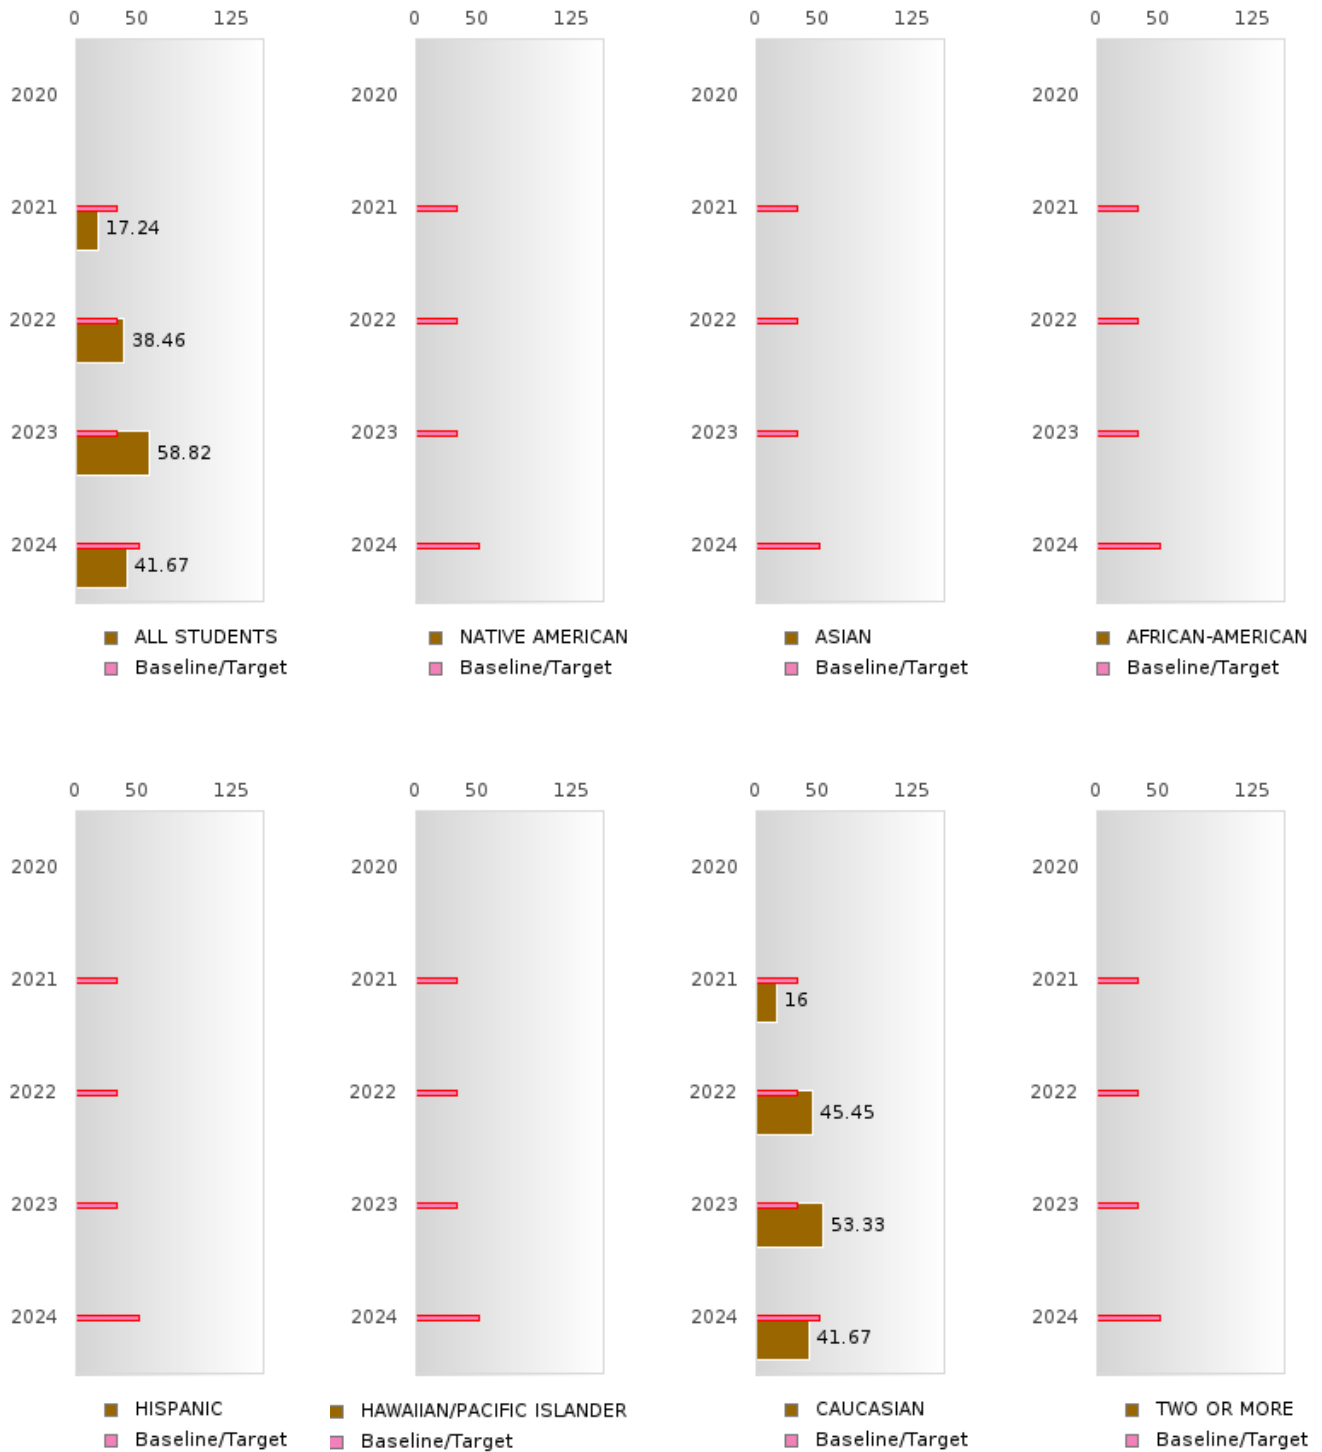 0 50 125 0 50 125 0 50 125 0 50 125
2020 2020 2020 2020
2021 2021 2021 2021
17.24
2022 2022 2022 2022
38.46
2023 2023 2023 2023
58.82
2024 2024 2024 2024
41.67
ALL STUDENTS NATIVE AMERICAN ASIAN AFRICAN-AMERICAN
Baseline/Target Baseline/Target Baseline/Target Baseline/Target
0 50 125 0 50 125 0 50 125 0 50 125
2020 2020 2020 2020
2021 2021 2021 2021
16
2022 2022 2022 2022
45.45
2023 2023 2023 2023
53.33
2024 2024 2024 2024
41.67
HISPANIC HAWAIIAN/PACIFIC ISLANDER CAUCASIAN TWO OR MORE
Baseline/Target Baseline/Target Baseline/Target Baseline/Target